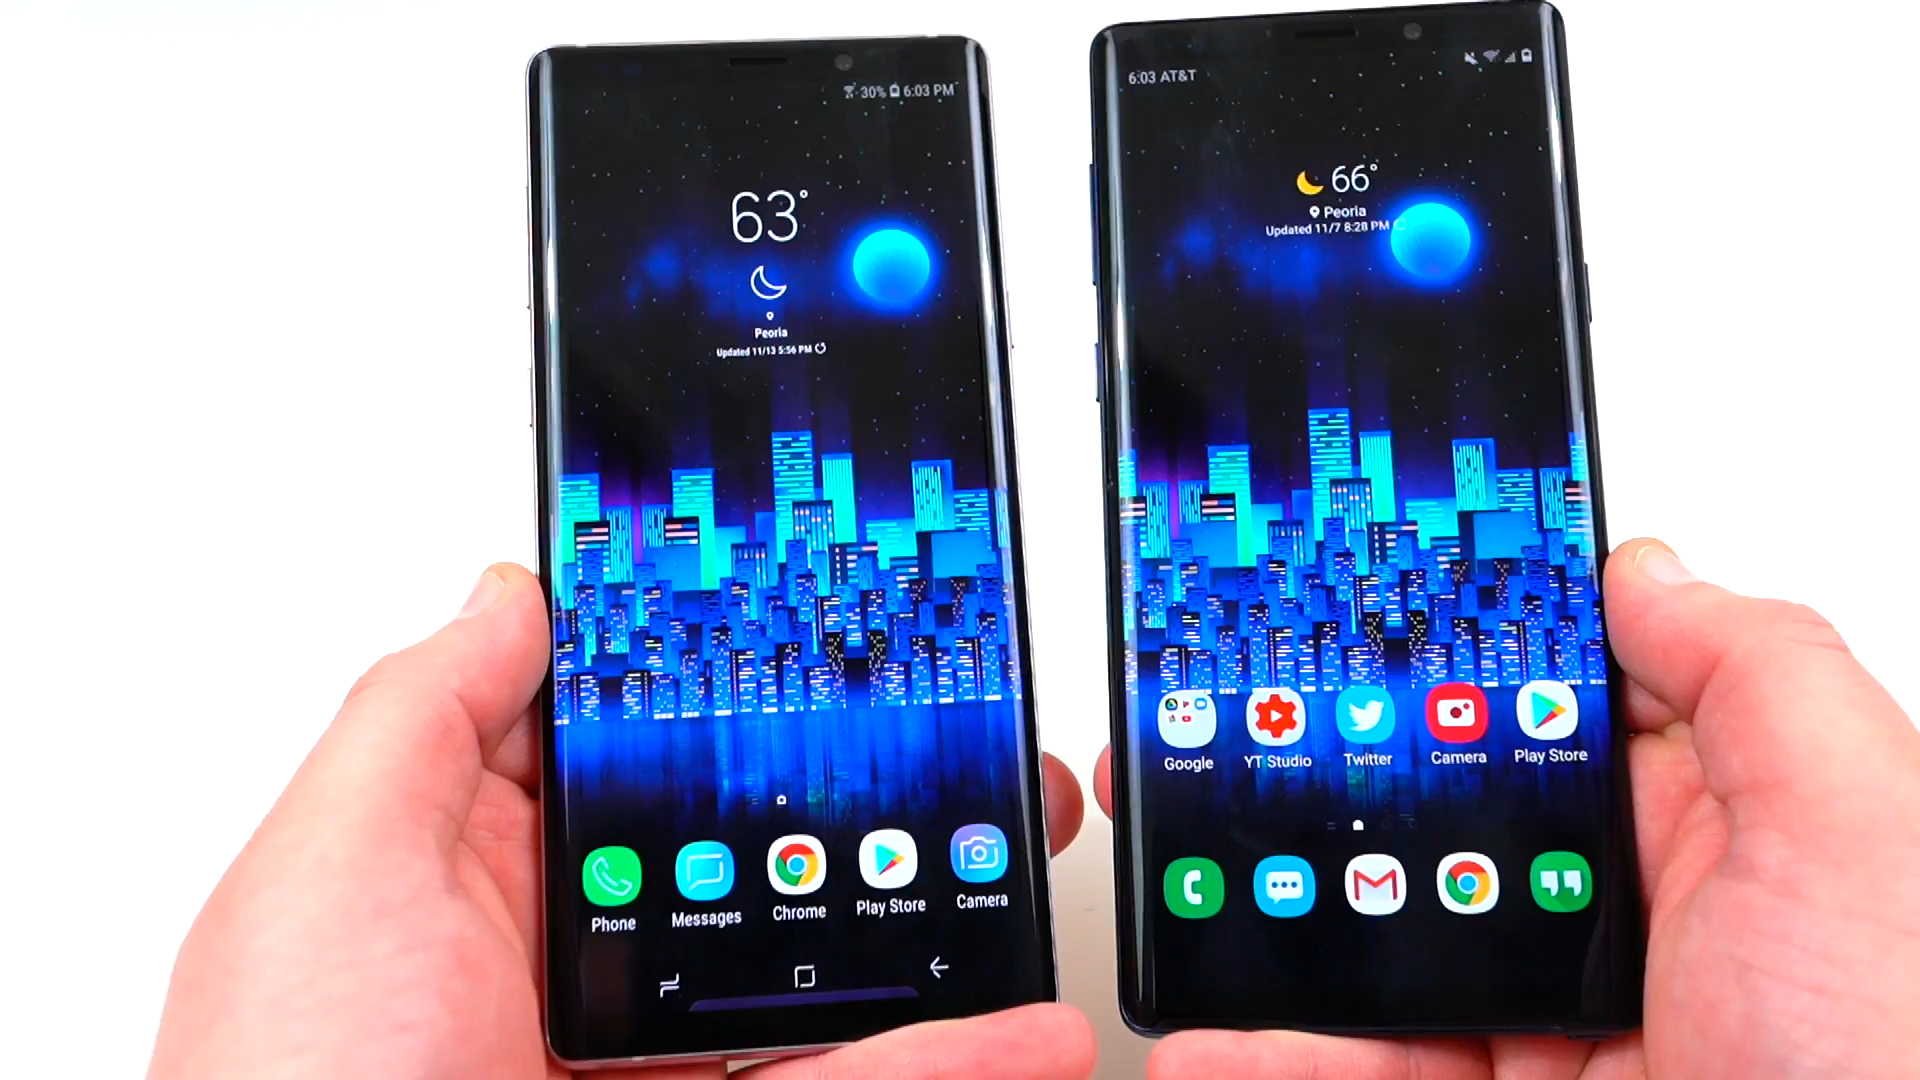 30% 6:03 PM
63°
Peoria
Updated 11/13 5:56 PM
Phone
Messages
Chrome
Play Store
Camera
6:03 AT&T
66°
Peoria
Updated 11/7 8:28 PM
Google
YT Studio
Twitter
Camera
Play Store